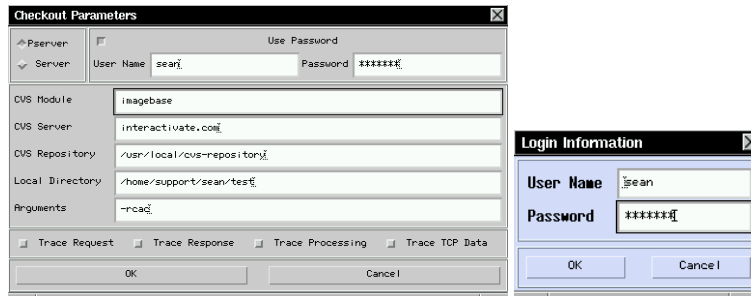 Checkout Parameters
Pserver
Use Password
Server
User Name sean Password *******
CVS Module imagebase
CVS Server interactivate.com
CVS Repository /usr/local/cvs-repository
Local Directory /home/support/sean/test
Arguments -rcac
Trace Request Trace Response Trace Processing Trace TCP Data
OK Cancel
Login Information
User Name sean
Password *******
OK Cancel